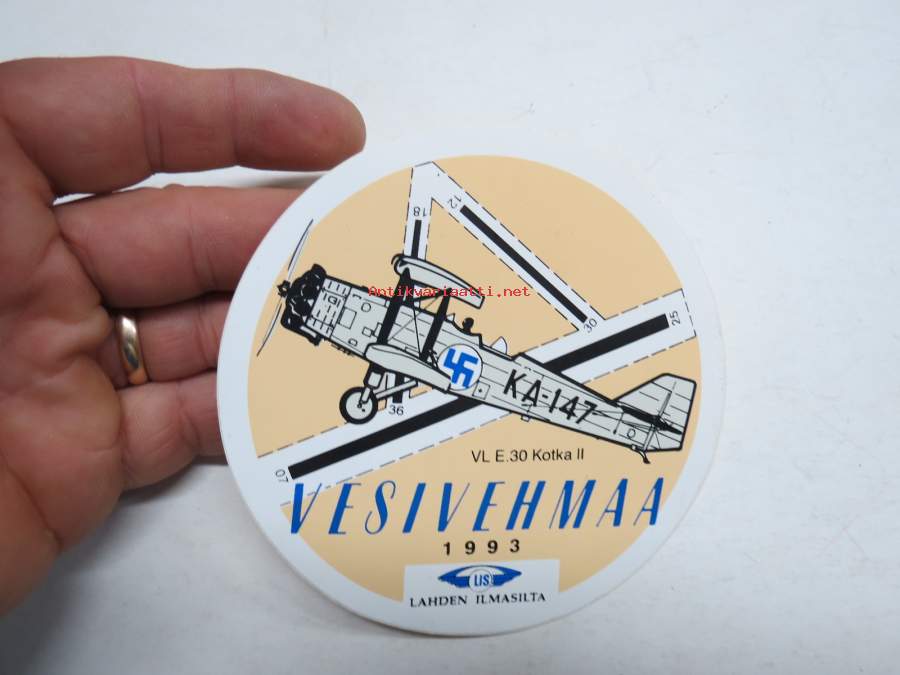 12
18
Antikvariaatti.net
30
25
KA-147
36
VL E.30 Kotka II
07
VESIVEHMAA
1993
LIS
LAHDEN ILMASILTA